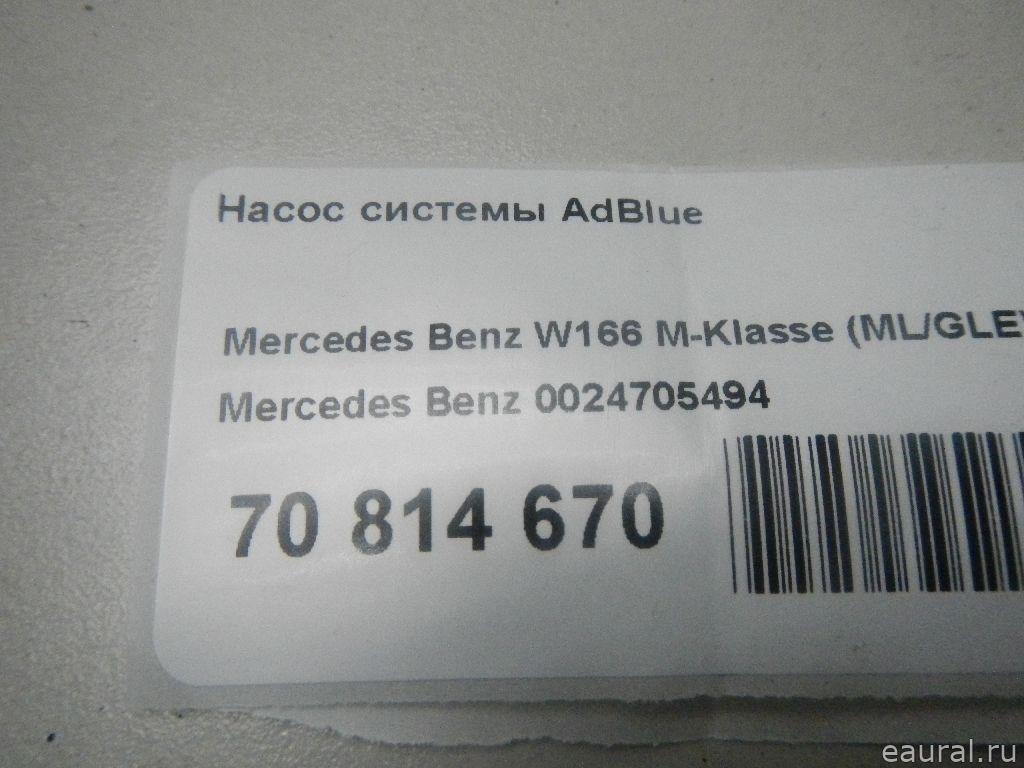 Насос системы AdBlue
Mercedes Benz W166 M-Klasse (ML/GLE)
Mercedes Benz 0024705494
70 814 670
eaural.ru